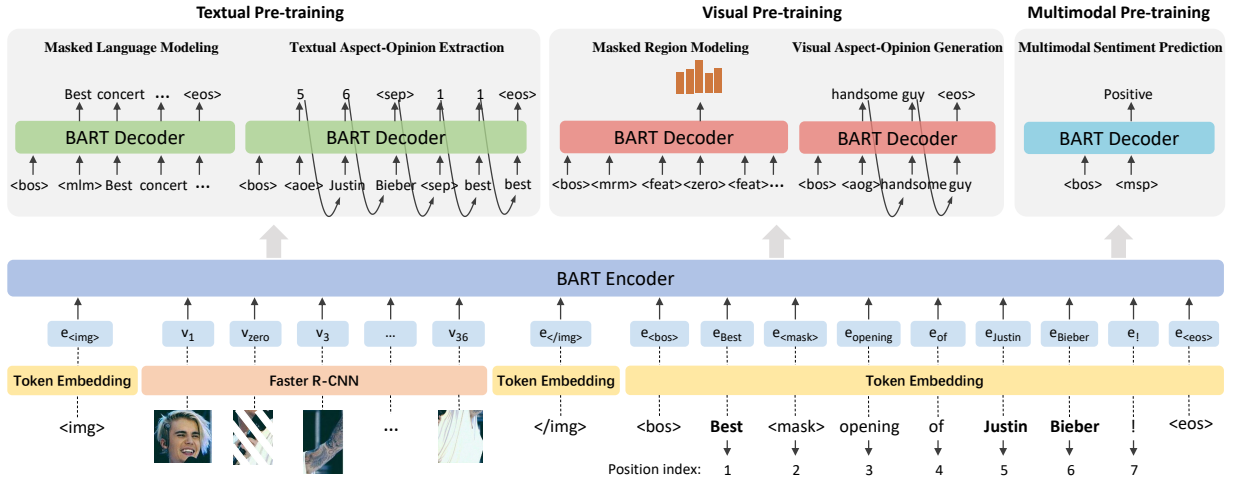 Textual Pre-training Visual Pre-training Multimodal Pre-training
Masked Language Modeling Textual Aspect-Opinion Extraction Masked Region Modeling Visual Aspect-Opinion Generation Multimodal Sentiment Prediction
Best concert ... <eos> 5 6 <sep> 1 1 <eos> handsome guy <eos> Positive
BART Decoder BART Decoder BART Decoder BART Decoder BART Decoder
<bos> <mlm> Best concert ... <bos> <aoe> Justin Bieber <sep> best best <bos> <mrm> <feat> <zero> <feat> ... <bos> <aog> handsome guy <bos> <msp>
BART Encoder
e<img> v1 vzero v3 ... v36 e</img> e<bos> eBest e<mask> eopening eof eJustin eBieber e! e<eos>
Token Embedding Faster R-CNN Token Embedding Token Embedding
<img> ... </img> <bos> Best <mask> opening of Justin Bieber ! <eos>
Position index: 1 2 3 4 5 6 7